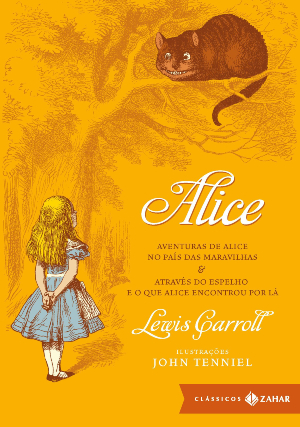 Alice
AVENTURAS DE ALICE
NO PAÍS DAS MARAVILHAS
&
ATRAVÉS DO ESPELHO
E O QUE ALICE ENCONTROU POR LÁ
Lewis Carroll
ILUSTRAÇÕES
JOHN TENNIEL
CLÁSSICOS ZAHAR